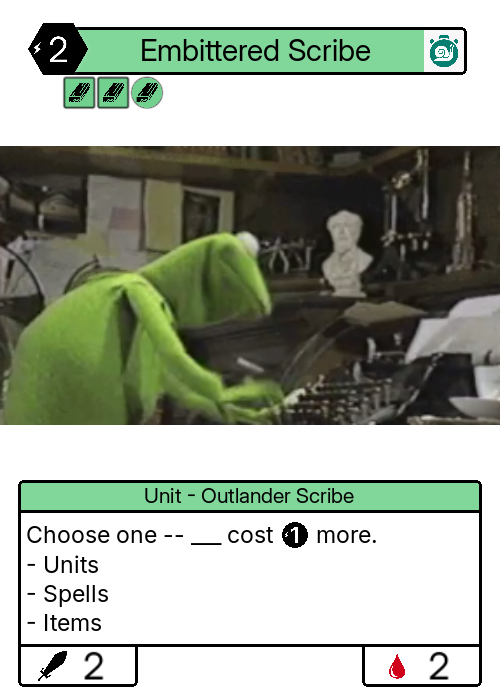 2
Embittered Scribe
Unit - Outlander Scribe
Choose one -- ___ cost 1 more.
- Units
- Spells
- Items
2
2